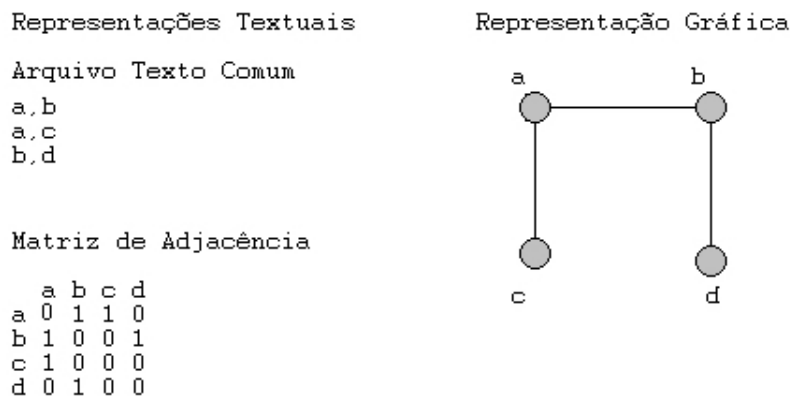 Representações Textuais
Arquivo Texto Comum
a,b
a,c
b,d
Matriz de Adjacência
a b c d
a 0 1 1 0
b 1 0 0 1
c 1 0 0 0
d 0 1 0 0
Representação Gráfica
a b
c d